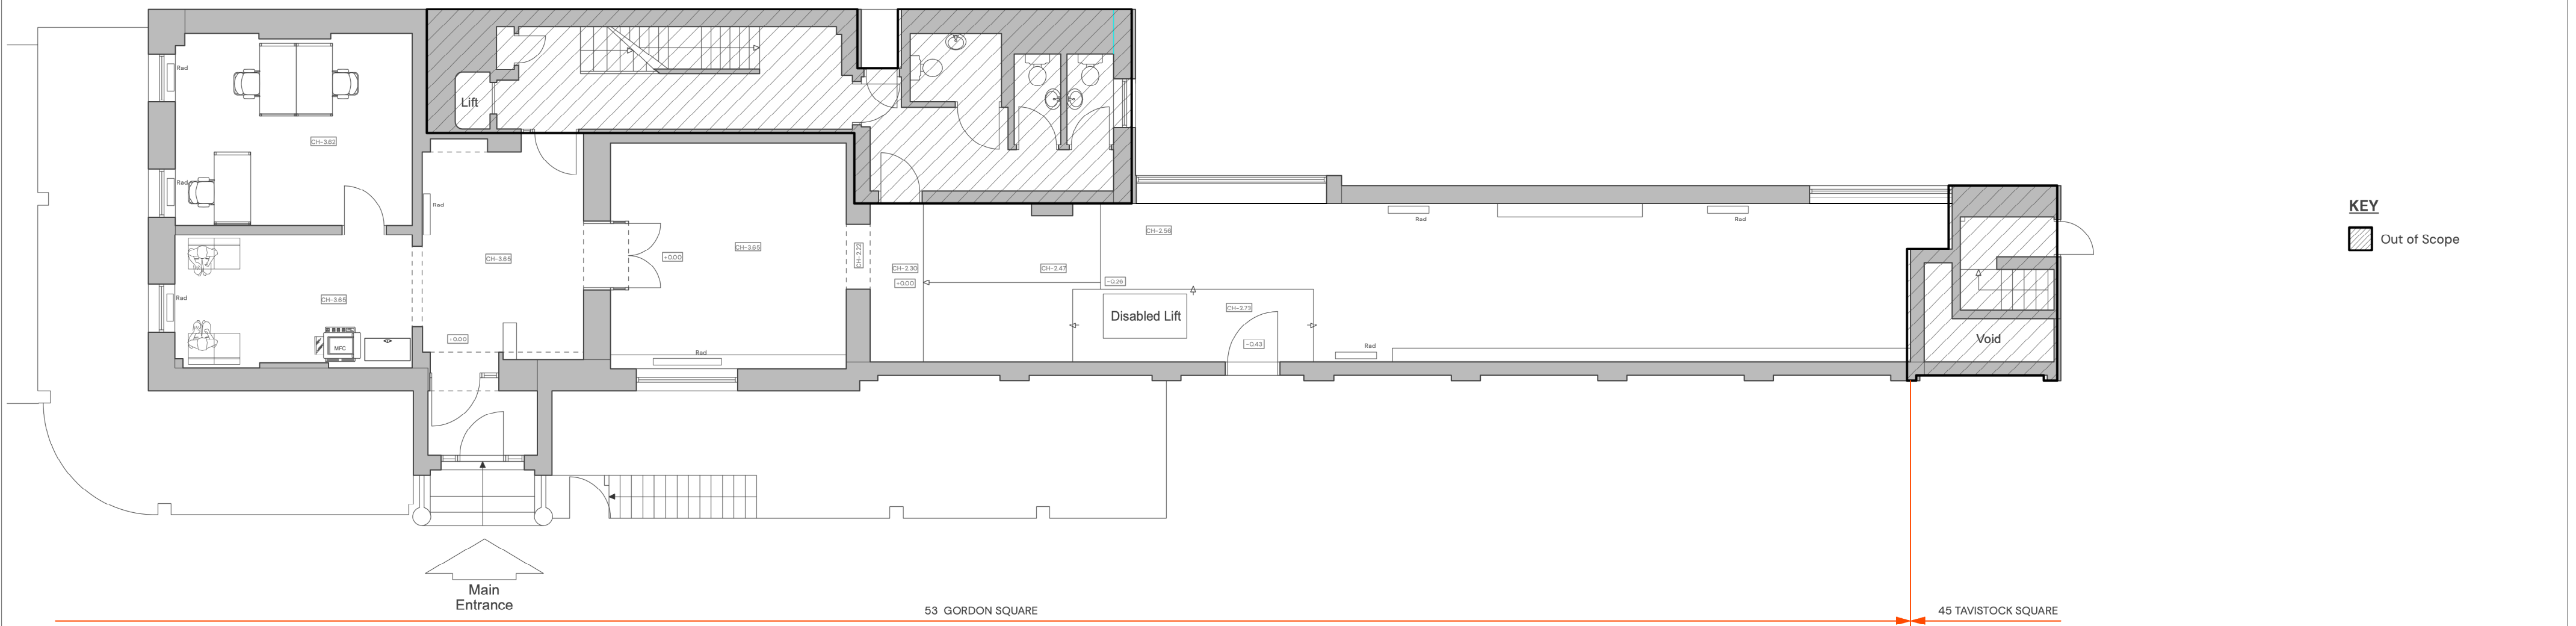 Rad
Lift
CH-3.62
KEY
Out of Scope
Rad
Rad
Rad
Rad
CH-2.56
CH-3.65
+0.00
CH-3.65
CH-2.22
CH-2.30
+0.00
CH-2.47
-0.26
CH-3.65
Rad
Disabled Lift
CH-2.73
-0.00
MFC
Rad
-0.43
Rad
Void
Main
Entrance
53 GORDON SQUARE
45 TAVISTOCK SQUARE